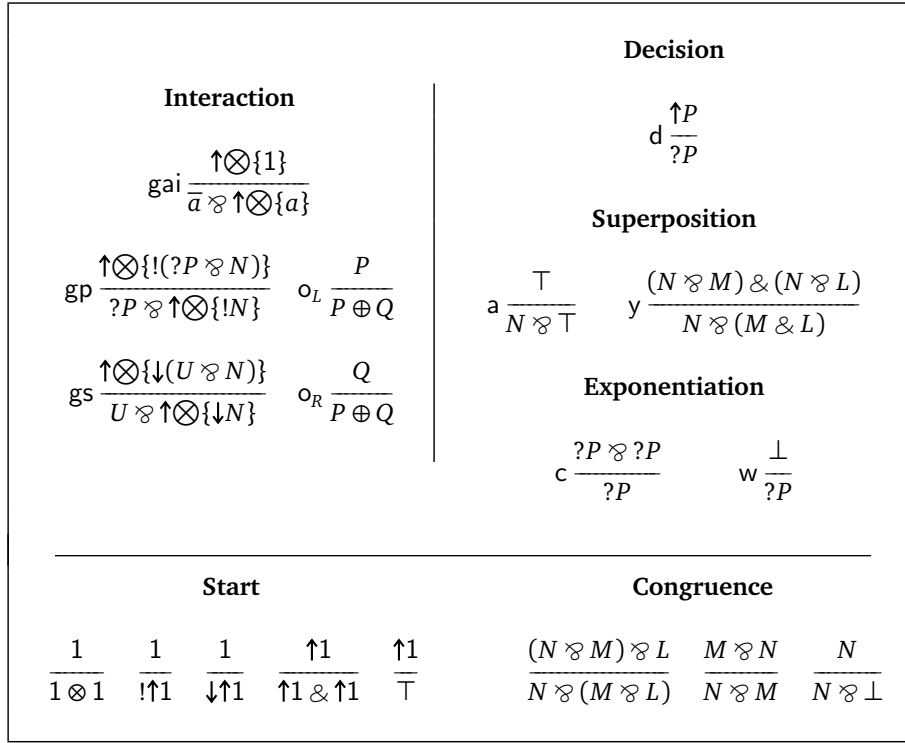 Interaction
gai ↑⊗{1} / a̅ ⅋ ↑⊗{a}
gp ↑⊗{!(?P ⅋ N)} / ?P ⅋ ↑⊗{!N} o_L P / P ⊕ Q
gs ↑⊗{↓(U ⅋ N)} / U ⅋ ↑⊗{↓N} o_R Q / P ⊕ Q
Decision
d ↑P / ?P
Superposition
a ⊤ / N ⅋ ⊤ y (N ⅋ M) & (N ⅋ L) / N ⅋ (M & L)
Exponentiation
c ?P ⅋ ?P / ?P w ⊥ / ?P
Start
1 / 1 ⊗ 1 1 / !↑1 1 / ↓↑1 ↑1 / ↑1 & ↑1 ↑1 / ⊤
Congruence
(N ⅋ M) ⅋ L / N ⅋ (M ⅋ L) M ⅋ N / N ⅋ M N / N ⅋ ⊥